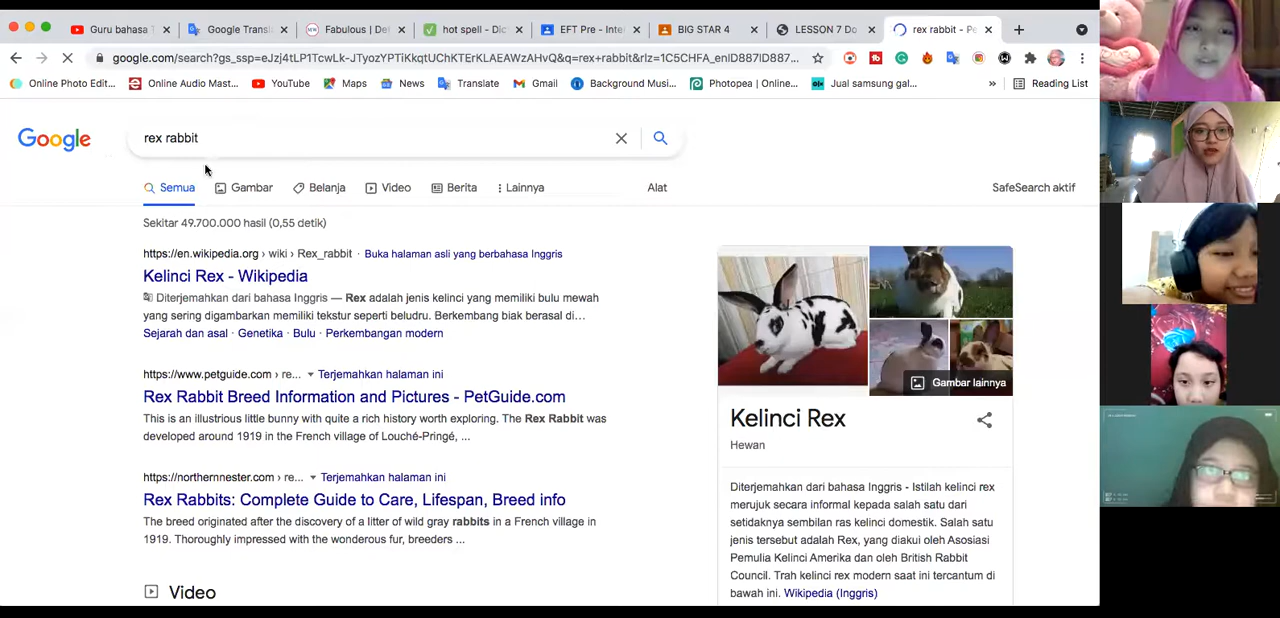 Guru bahasa
Google Trans
Fabulous | De
hot spell - Dic
EFT Pre - Inte
BIG STAR 4
LESSON 7 Do
rex rabbit - Pe
google.com/search?gs_ssp=eJzj4tLP1TcwLk-JTyozYPTiKkqtUChKTErKLAEAWzAHvQ&q=rex+rabbit&rlz=1C5CHFA_enID887ID887...
Online Photo Edit...
Online Audio Mast...
YouTube
Maps
News
Translate
Gmail
Background Musi...
Photopea | Online...
Jual samsung gal...
»
Reading List
Google
rex rabbit
Semua
Gambar
Belanja
Video
Berita
Lainnya
Alat
SafeSearch aktif
Sekitar 49.700.000 hasil (0,55 detik)
https://en.wikipedia.org › wiki › Rex_rabbit · Buka halaman asli yang berbahasa Inggris
Kelinci Rex - Wikipedia
Diterjemahkan dari bahasa Inggris — Rex adalah jenis kelinci yang memiliki bulu mewah
yang sering digambarkan memiliki tekstur seperti beludru. Berkembang biak berasal di...
Sejarah dan asal · Genetika · Bulu · Perkembangan modern
https://www.petguide.com › re... Terjemahkan halaman ini
Rex Rabbit Breed Information and Pictures - PetGuide.com
This is an illustrious little bunny with quite a rich history worth exploring. The Rex Rabbit was
developed around 1919 in the French village of Louché-Pringé, ...
https://northernnester.com › re... Terjemahkan halaman ini
Rex Rabbits: Complete Guide to Care, Lifespan, Breed info
The breed originated after the discovery of a litter of wild gray rabbits in a French village in
1919. Thoroughly impressed with the wonderous fur, breeders ...
Video
Gambar lainnya
Kelinci Rex
Hewan
Diterjemahkan dari bahasa Inggris - Istilah kelinci rex
merujuk secara informal kepada salah satu dari
setidaknya sembilan ras kelinci domestik. Salah satu
jenis tersebut adalah Rex, yang diakui oleh Asosiasi
Pemulia Kelinci Amerika dan oleh British Rabbit
Council. Trah kelinci rex modern saat ini tercantum di
bawah ini. Wikipedia (Inggris)